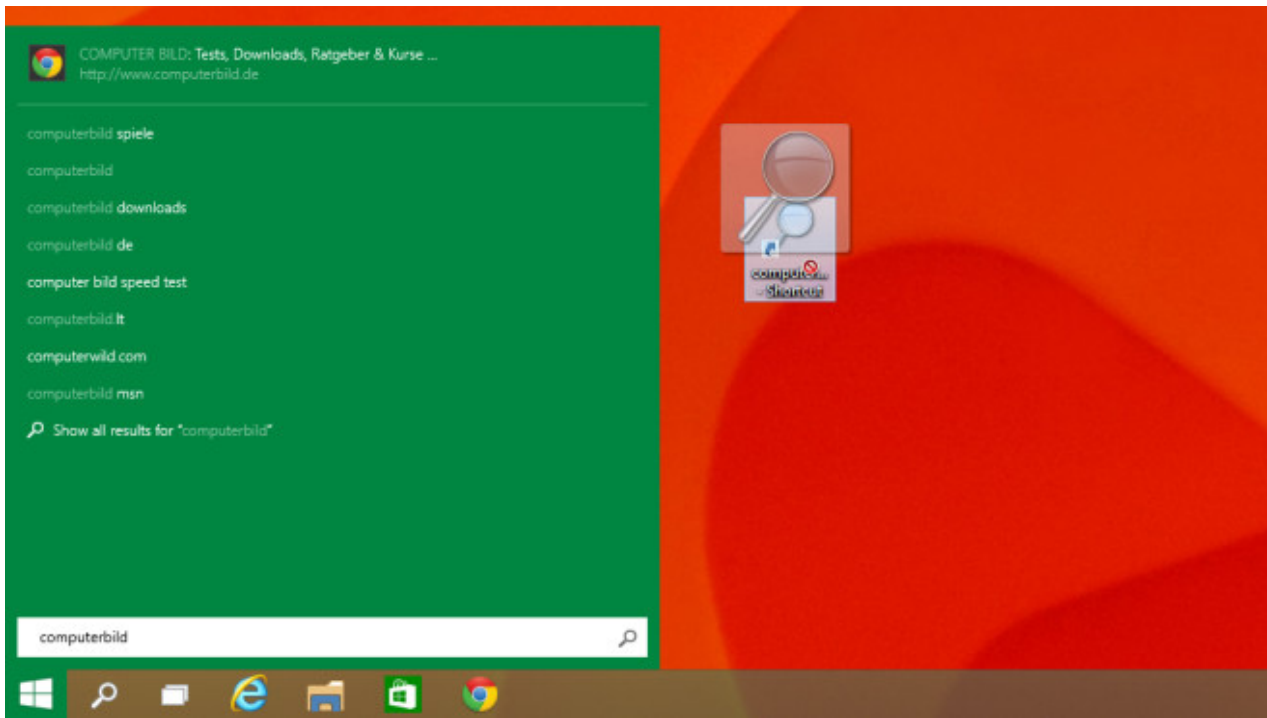 COMPUTER BILD: Tests, Downloads, Ratgeber & Kurse ...
http://www.computerbild.de
computerbild spiele
computerbild
computerbild downloads
computerbild de
computer bild speed test
computerbild.lt
computerwild com
computerbild msn
Show all results for "computerbild"
computerbild
- Shortcut